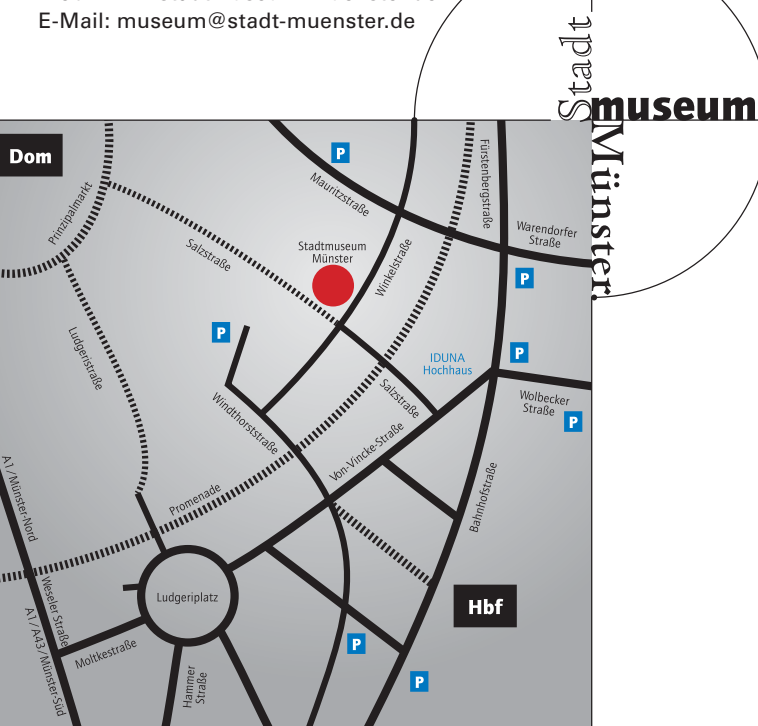 E-Mail: museum@stadt-muenster.de
Stadt
museum
Münster.
Dom
P
Mauritzstraße
Fürstenbergstraße
Prinzipalmarkt
Warendorfer
Straße
Salzstraße
Stadtmuseum
Münster
Winkelstraße
P
P
P
IDUNA
Hochhaus
Ludgeristraße
Salzstraße
Wolbecker
Straße
P
Windthorststraße
Von-Vincke-Straße
A1/Münster-Nord
Promenade
Bahnhofstraße
Weseler Straße
Ludgeriplatz
Hbf
A1/A43/Münster-Süd
Moltkestraße
Hammer
Straße
P
P